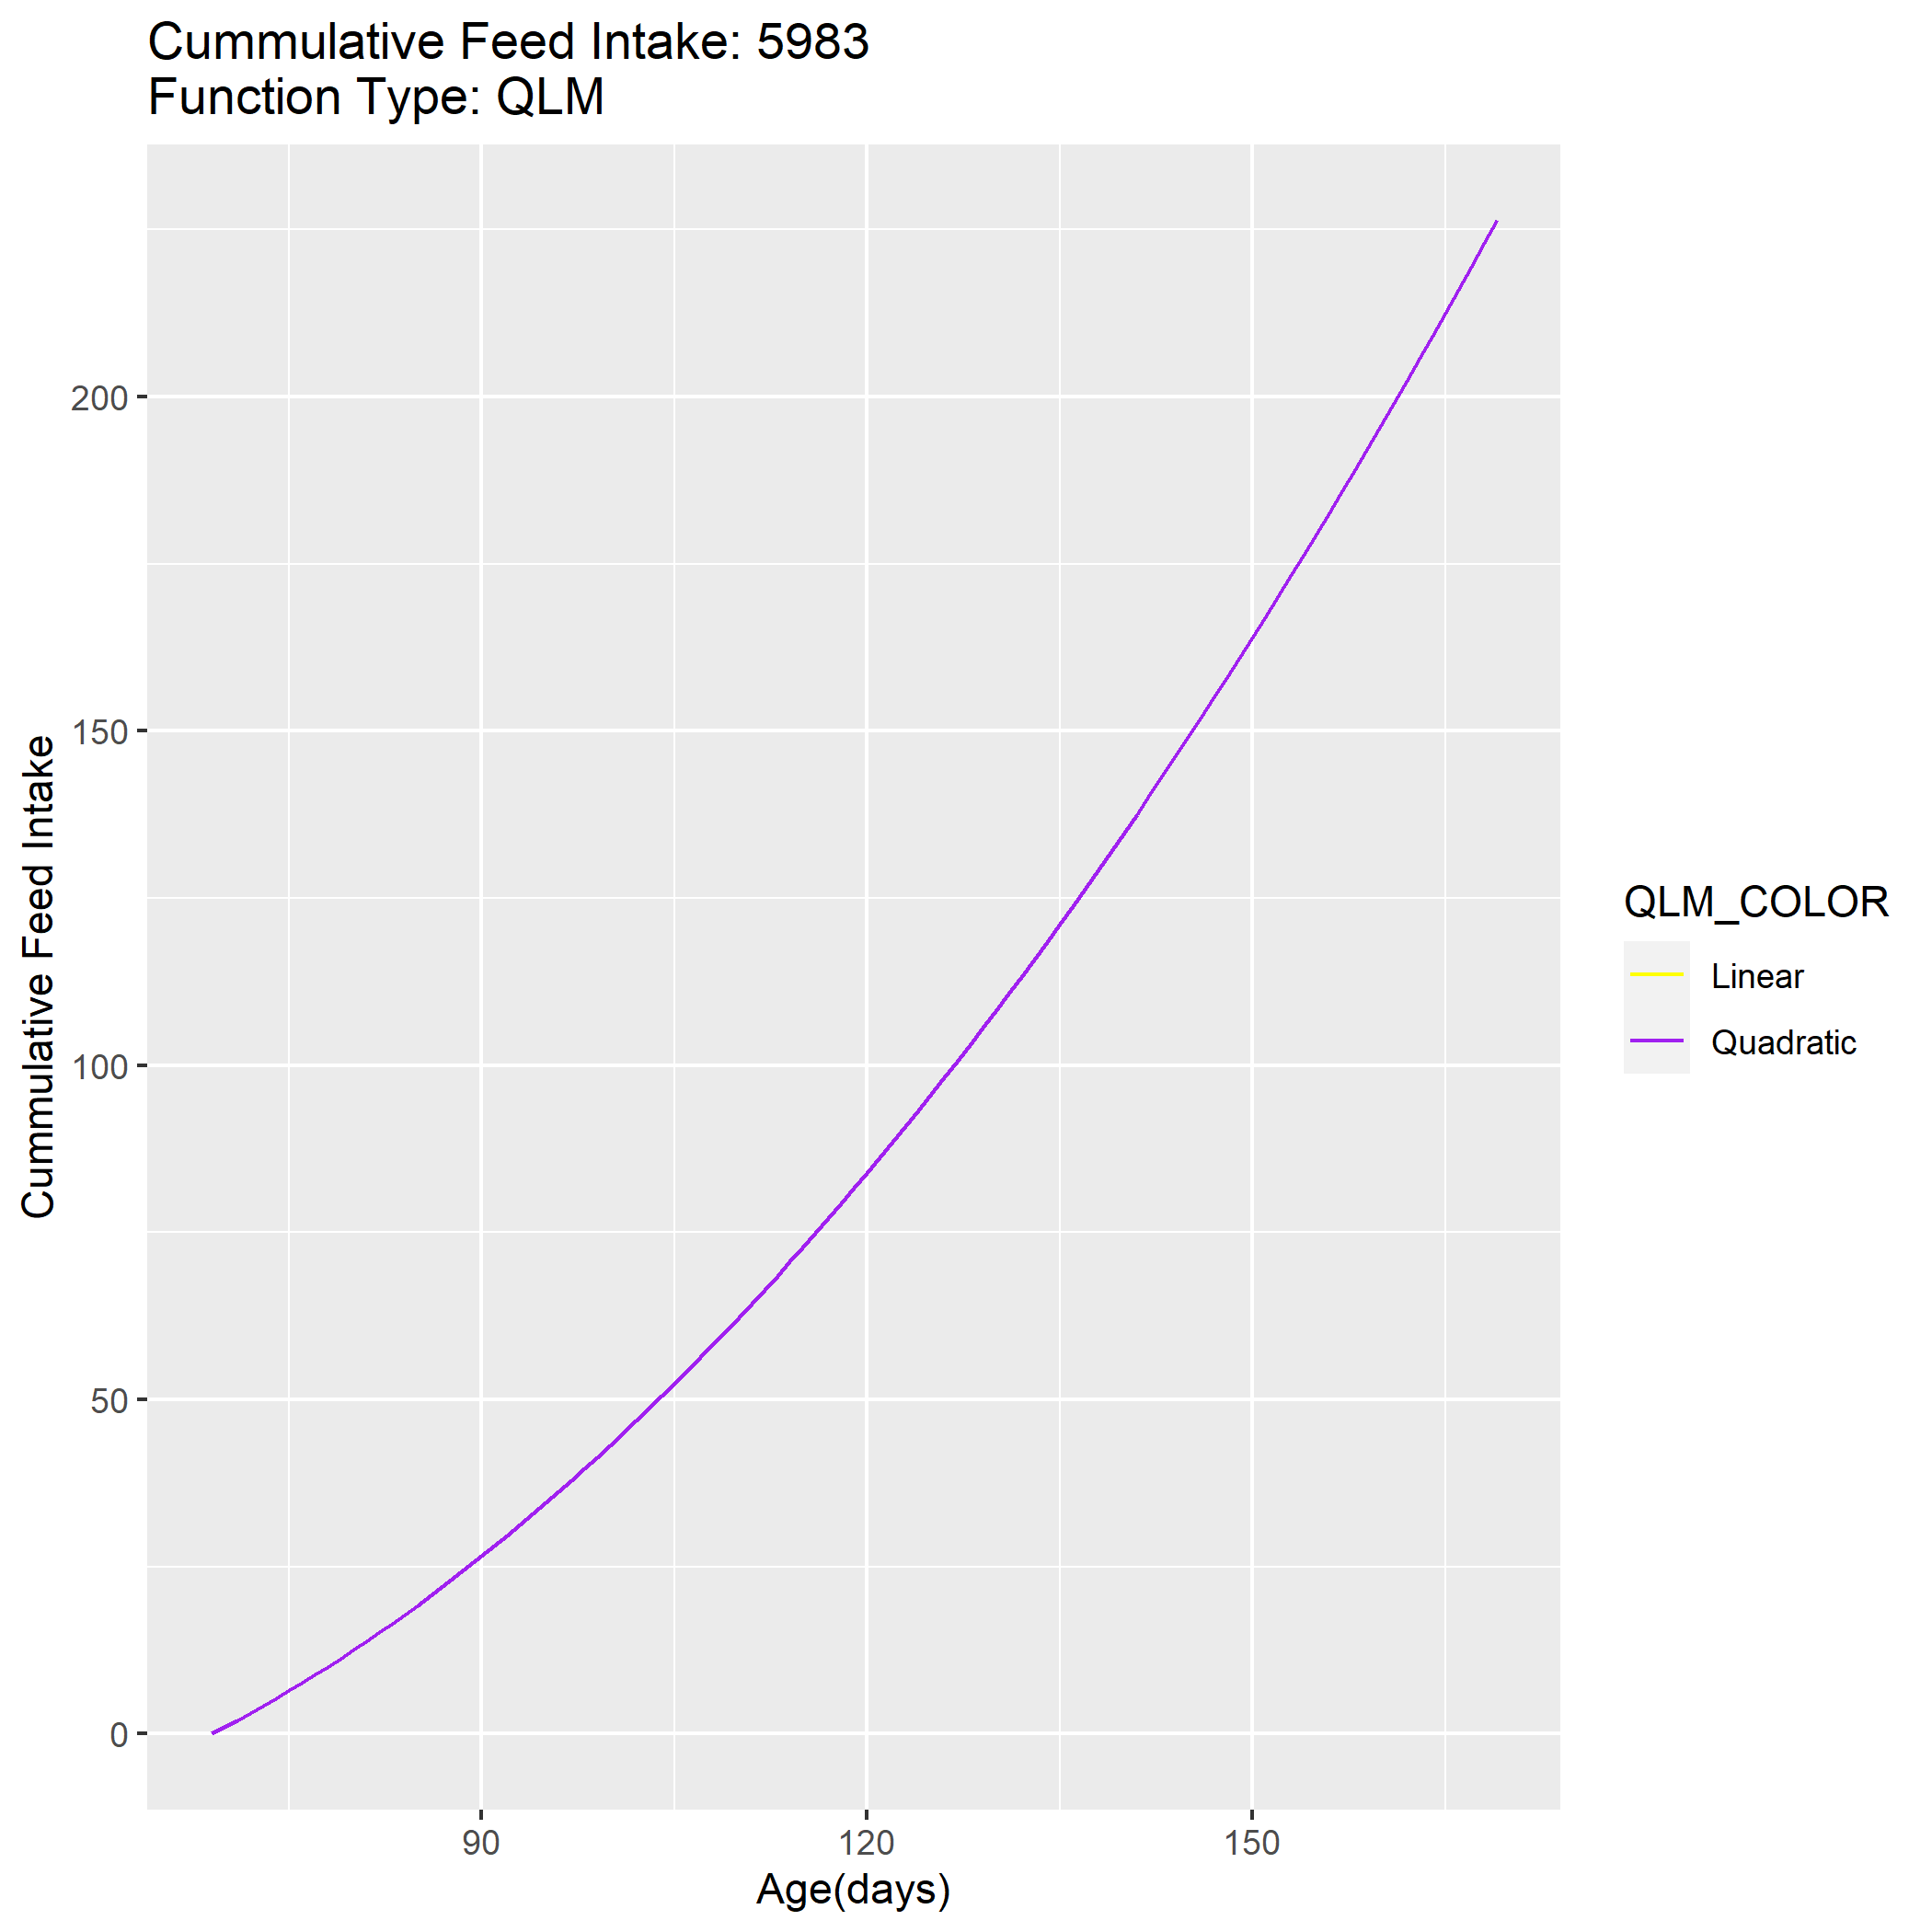 Cummulative Feed Intake: 5983
Function Type: QLM
Cummulative Feed Intake
200
150
100
50
0
90
120
150
Age(days)
QLM_COLOR
Linear
Quadratic